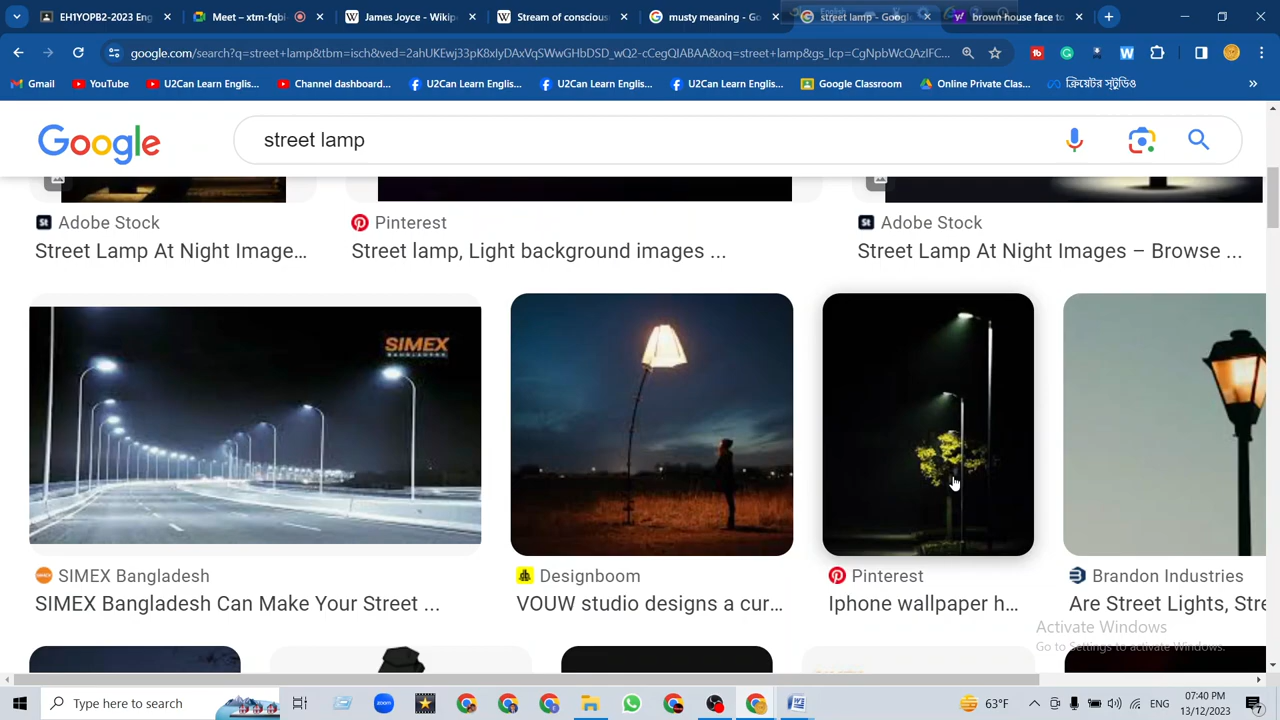 EH1YOPB2-2023 Engl
Meet – xtm-fqbi-
James Joyce - Wikip
Stream of conscious
musty meaning - Go
street lamp - Google
brown house face to
google.com/search?q=street+lamp&tbm=isch&ved=2ahUKEwj33pK8xlyDAxVqSWwGHbDSD_wQ2-cCegQIABAA&oq=street+lamp&gs_lcp=CgNpbWcQAzIFC...
Gmail
YouTube
U2Can Learn Englis...
Channel dashboard...
U2Can Learn Englis...
U2Can Learn Englis...
U2Can Learn Englis...
Google Classroom
Online Private Clas...
ক্রিয়েটর স্টুডিও
Google
street lamp
Adobe Stock
Pinterest
Adobe Stock
Street Lamp At Night Image...
Street lamp, Light background images ...
Street Lamp At Night Images – Browse ...
SIMEX
BANGLADESH
SIMEX Bangladesh
Designboom
Pinterest
Brandon Industries
SIMEX Bangladesh Can Make Your Street ...
VOUW studio designs a cur...
Iphone wallpaper h...
Are Street Lights, Stre
Activate Windows
Go to Settings to activate Windows.
Type here to search
zoom
63°F
ENG
07:40 PM
13/12/2023
7